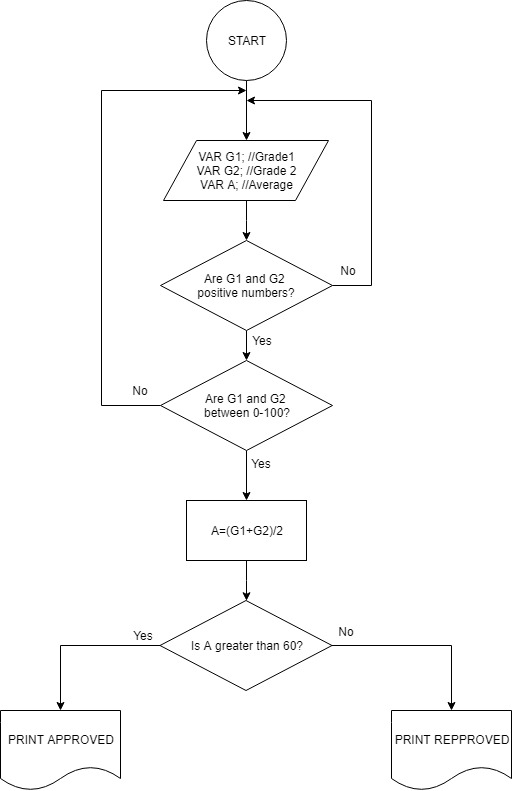 START
VAR G1; //Grade1
VAR G2; //Grade 2
VAR A; //Average
Are G1 and G2
positive numbers?
No
Yes
Are G1 and G2
between 0-100?
No
Yes
A=(G1+G2)/2
Is A greater than 60?
Yes
No
PRINT APPROVED
PRINT REPPROVED